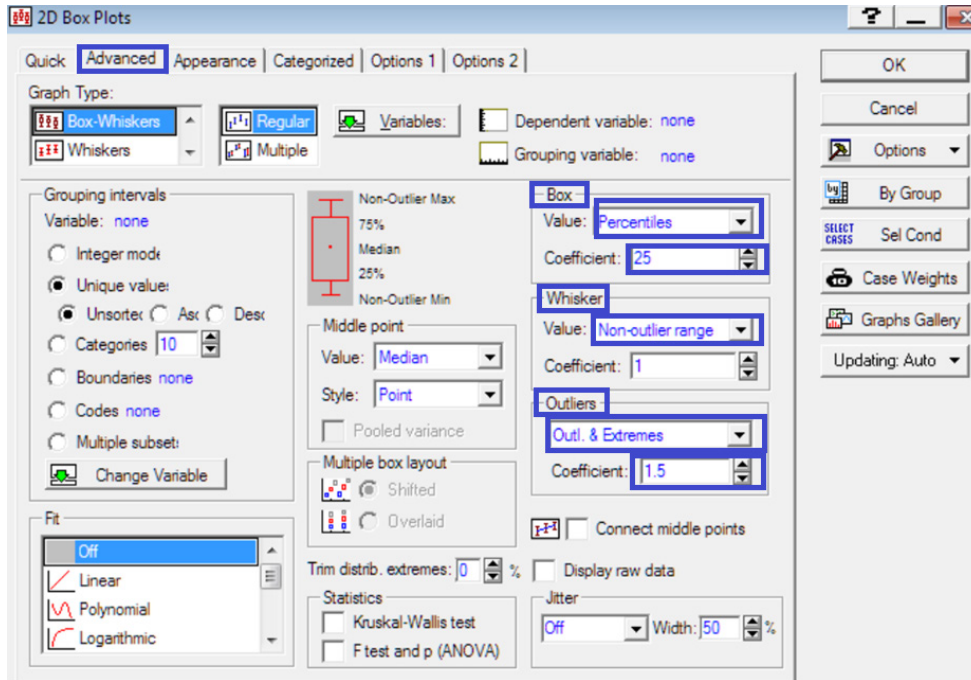 2D Box Plots
Quick Advanced Appearance Categorized Options 1 Options 2
Graph Type:
Box-Whiskers
Whiskers
Regular
Multiple
Variables:
Dependent variable: none
Grouping variable: none
Grouping intervals
Variable: none
Integer mode
Unique values
Unsorted Asc Desc
Categories 10
Boundaries none
Codes none
Multiple subsets
Change Variable
Fit
Off
Linear
Polynomial
Logarithmic
Non-Outlier Max
75%
Median
25%
Non-Outlier Min
Middle point
Value: Median
Style: Point
Pooled variance
Multiple box layout
Shifted
Overlaid
Trim distrib. extremes: 0 %
Statistics
Kruskal-Wallis test
F test and p (ANOVA)
Box
Value: Percentiles
Coefficient: 25
Whisker
Value: Non-outlier range
Coefficient: 1
Outliers
Outl. & Extremes
Coefficient: 1.5
Connect middle points
Display raw data
Jitter
Off Width: 50 %
OK
Cancel
Options
By Group
SELECT CASES Sel Cond
Case Weights
Graphs Gallery
Updating: Auto